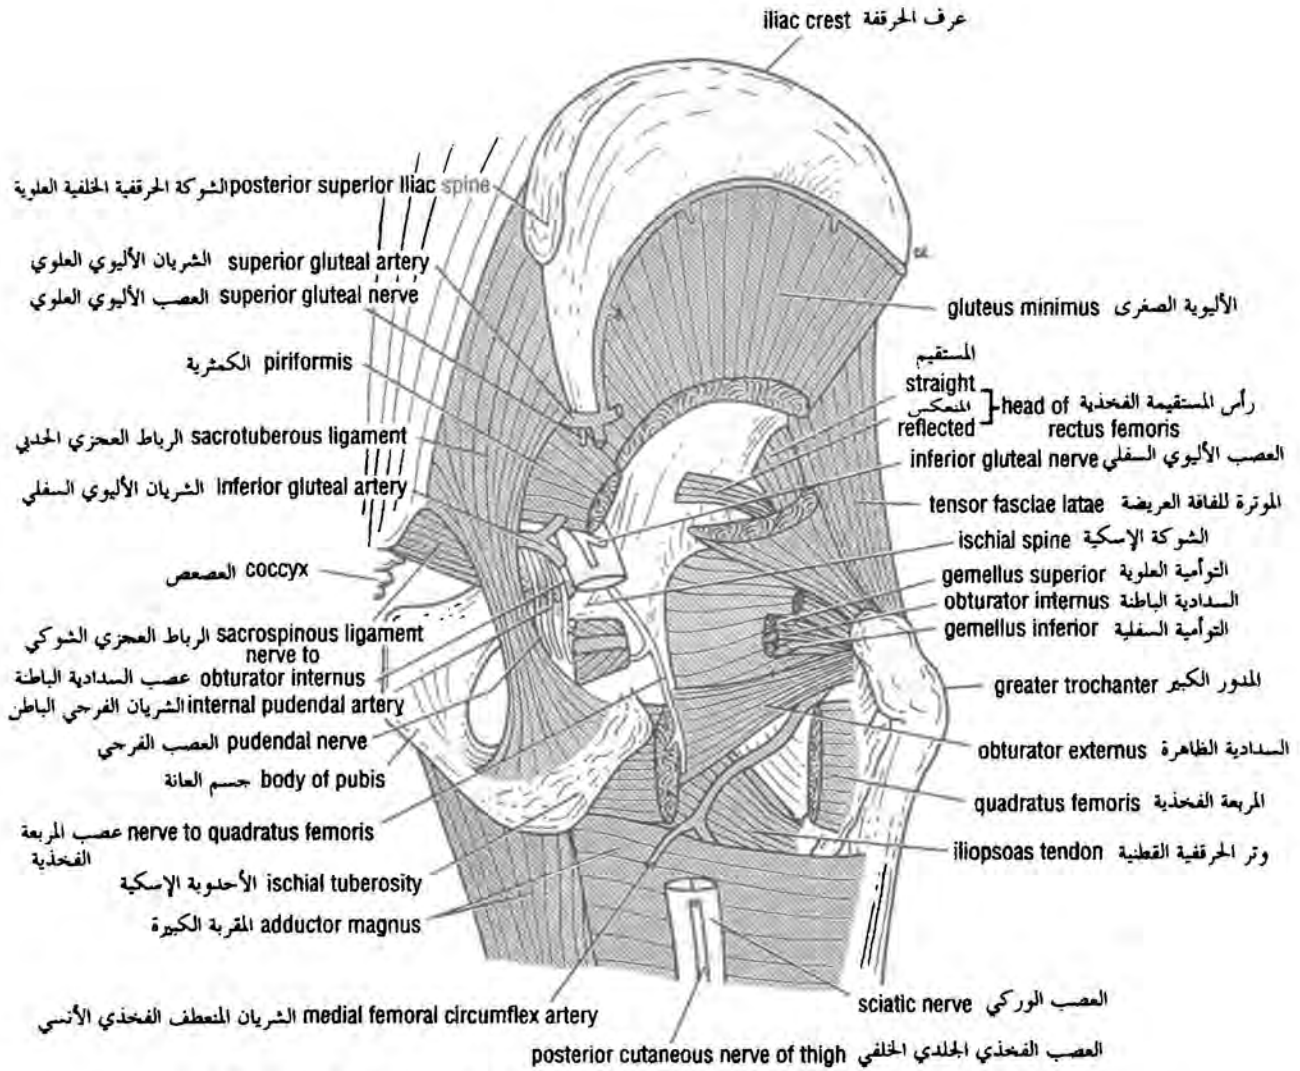 iliac crest عرف الحرقفة
الشوكة الحرقفية الخلفية العلوية posterior superior iliac spine
الشريان الأليوي العلوي superior gluteal artery
العصب الأليوي العلوي superior gluteal nerve
الكمثرية piriformis
الرباط العجزي الحدبي sacrotuberous ligament
الشريان الأليوي السفلي inferior gluteal artery
العصعص coccyx
الرباط العجزي الشوكي sacrospinous ligament
nerve to
عصب السدادية الباطنة obturator internus
الشريان الفرجي الباطن internal pudendal artery
العصب الفرجي pudendal nerve
جسم العانة body of pubis
عصب المربعة nerve to quadratus femoris
الفخذية
الأحدوبة الإسكية ischial tuberosity
المقربة الكبيرة adductor magnus
الشريان المنعطف الفخذي الأنسي medial femoral circumflex artery
gluteus minimus الأليوية الصغرى
المستقيم
straight
المنعكس
reflected
head of رأس المستقيمة الفخذية
rectus femoris
inferior gluteal nerve العصب الأليوي السفلي
tensor fasciae latae الموترة للفافة العريضة
ischial spine الشوكة الإسكية
gemellus superior التوأمية العلوية
obturator internus السدادية الباطنة
gemellus inferior التوأمية السفلية
greater trochanter المدور الكبير
obturator externus السدادية الظاهرة
quadratus femoris المربعة الفخذية
iliopsoas tendon وتر الحرقفية القطنية
sciatic nerve العصب الوركي
posterior cutaneous nerve of thigh العصب الفخذي الجلدي الخلفي